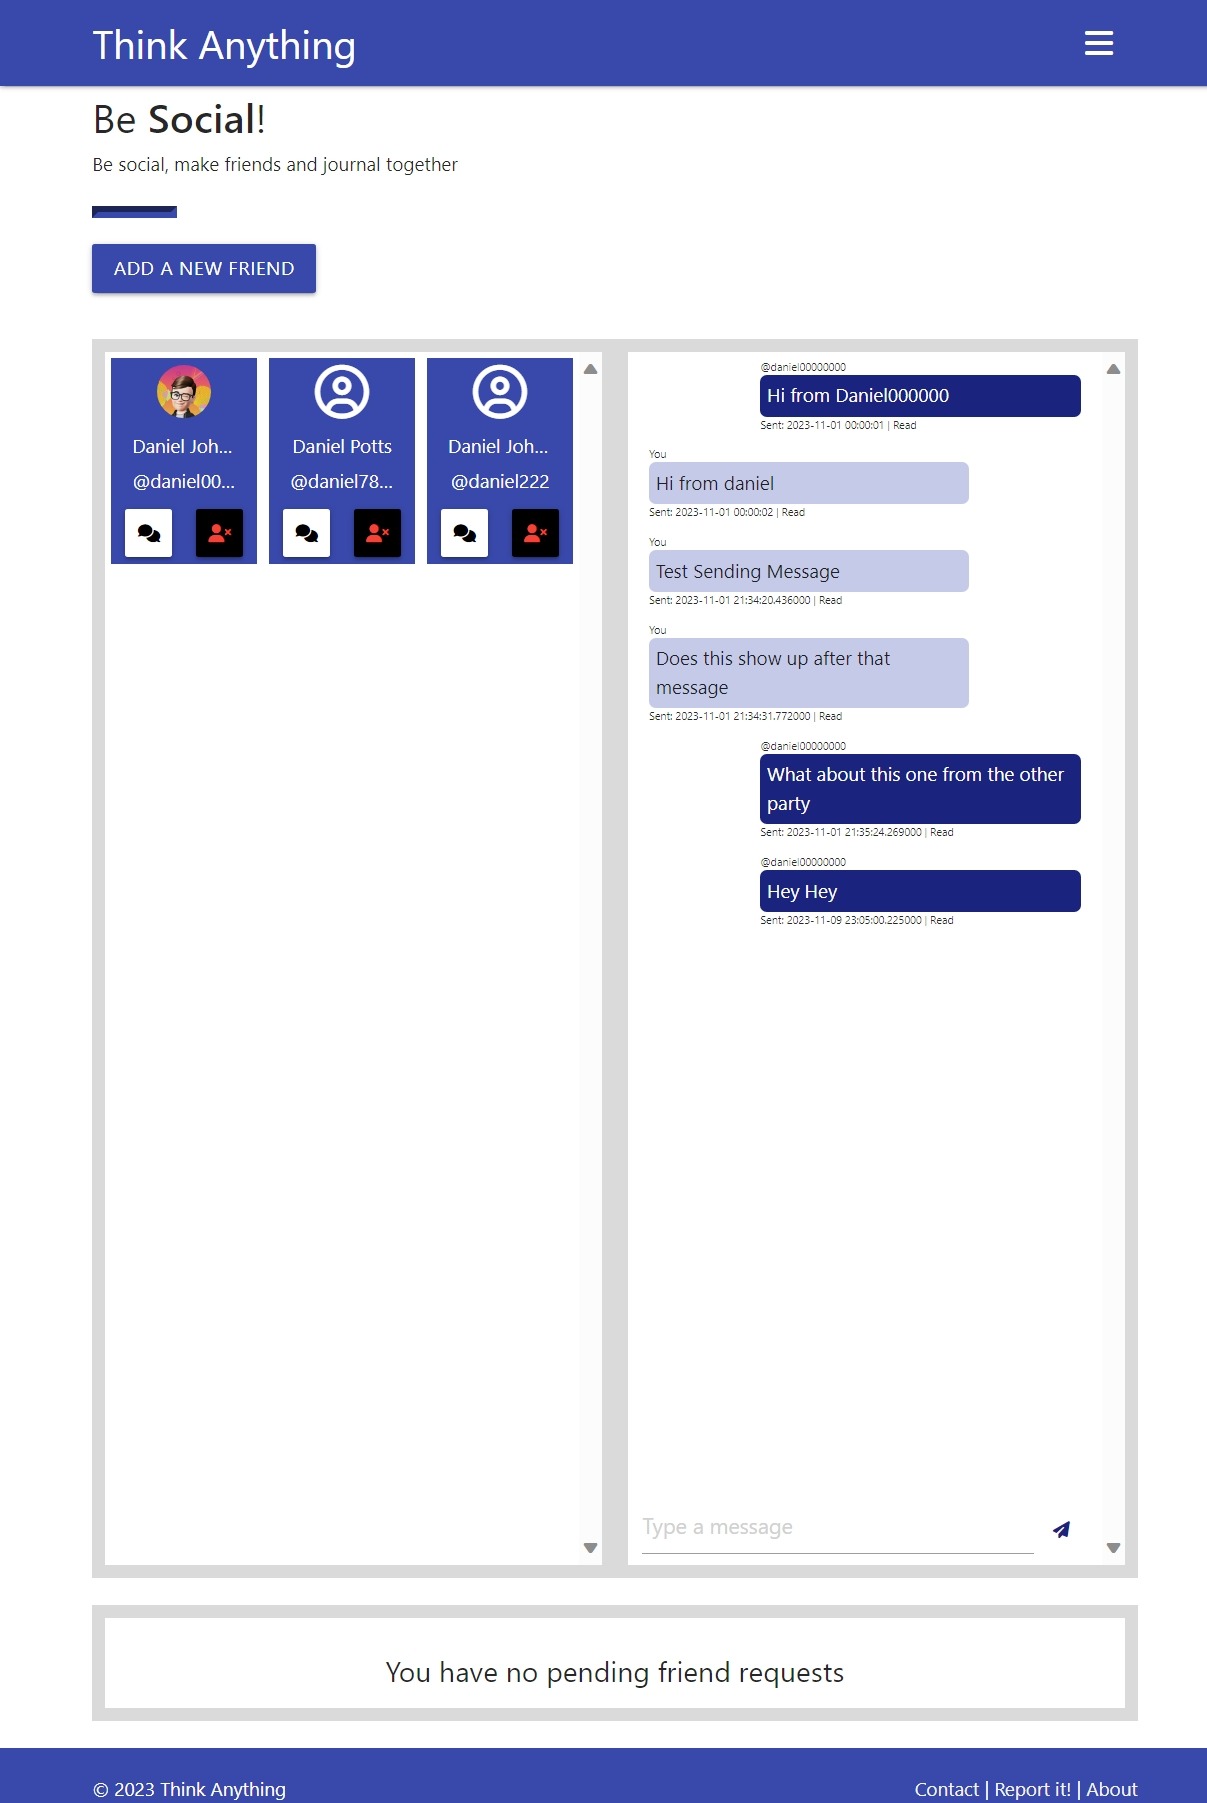 Think Anything
Be Social!
Be social, make friends and journal together
ADD A NEW FRIEND
Daniel Joh...
@daniel00...
Daniel Potts
@daniel78...
Daniel Joh...
@daniel222
@daniel00000000
Hi from Daniel000000
Sent: 2023-11-01 00:00:01 | Read
You
Hi from daniel
Sent: 2023-11-01 00:00:02 | Read
You
Test Sending Message
Sent: 2023-11-01 21:34:20.436000 | Read
You
Does this show up after that
message
Sent: 2023-11-01 21:34:31.772000 | Read
@daniel00000000
What about this one from the other
party
Sent: 2023-11-01 21:35:24.269000 | Read
@daniel00000000
Hey Hey
Sent: 2023-11-09 23:05:00.225000 | Read
Type a message
You have no pending friend requests
© 2023 Think Anything
Contact | Report it! | About